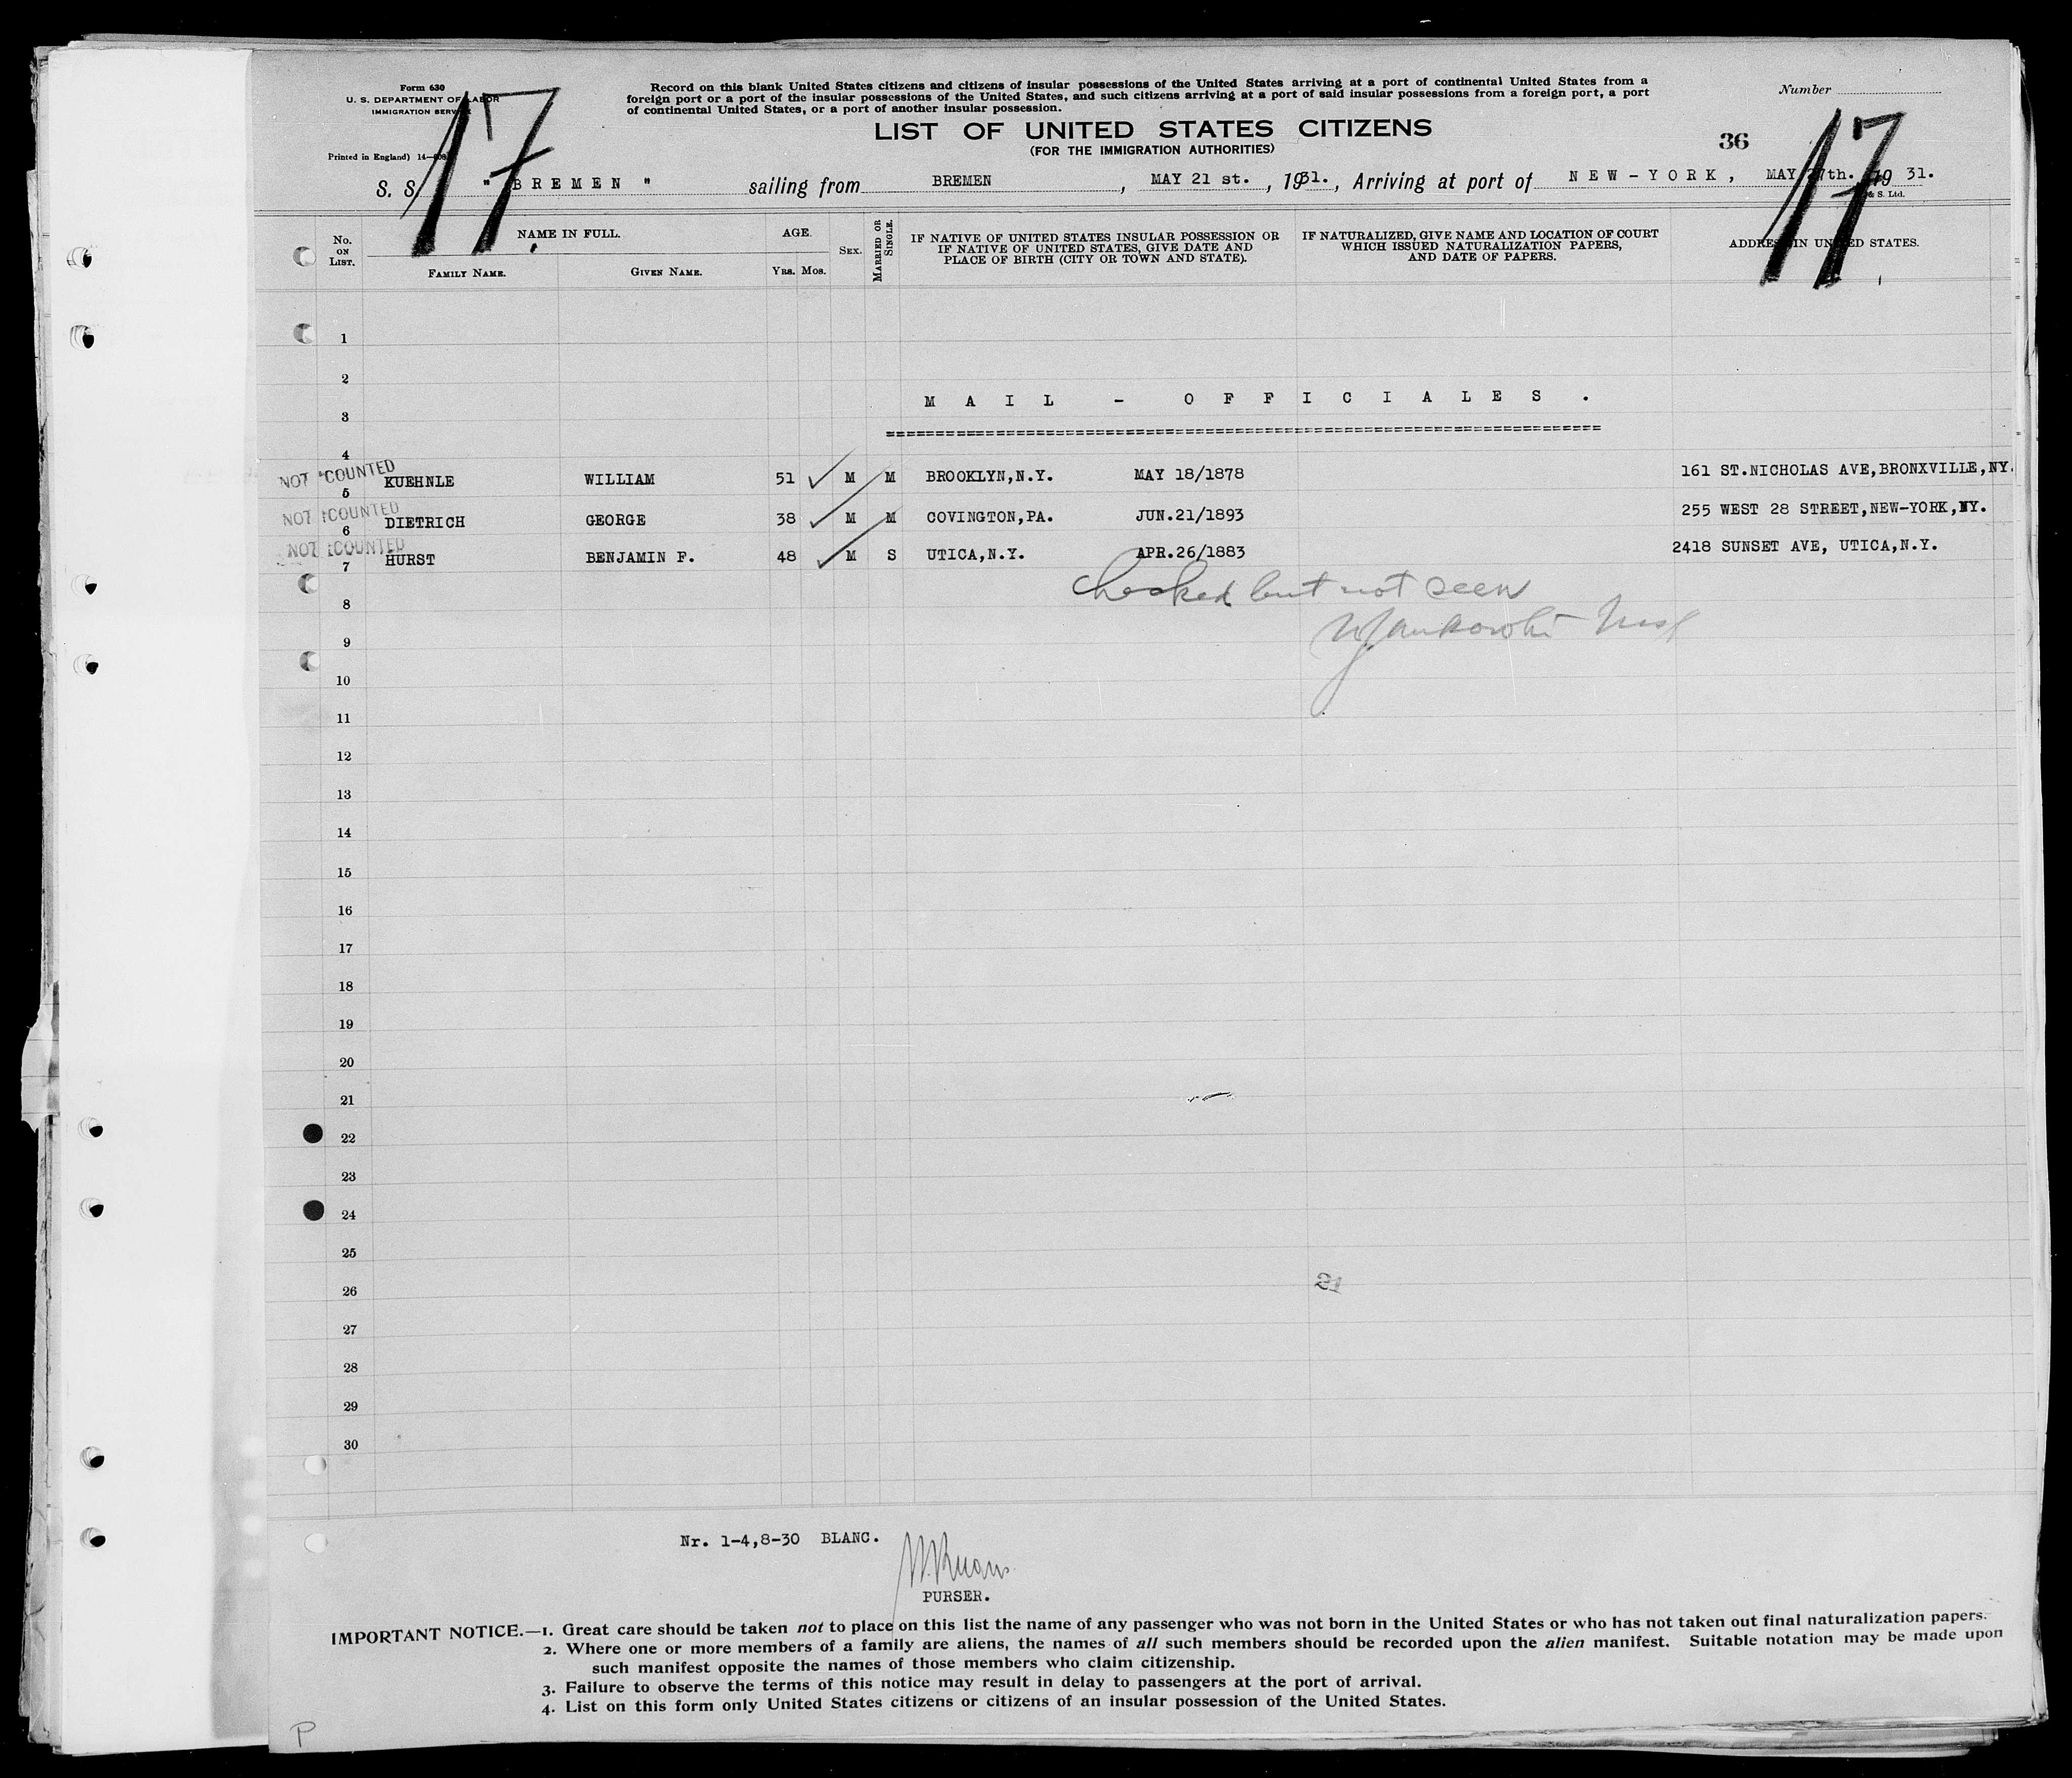 Form 630
U. S. DEPARTMENT OF LABOR
IMMIGRATION SERVICE
Printed in England) 14—
Record on this blank United States citizens and citizens of insular possessions of the United States arriving at a port of continental United States from a
foreign port or a port of the insular possessions of the United States, and such citizens arriving at a port of said insular possessions from a foreign port, a port
of continental United States, or a port of another insular possession.
Number
17
17
LIST OF UNITED STATES CITIZENS
(FOR THE IMMIGRATION AUTHORITIES)
36
S. S. " BREMEN " sailing from BREMEN , MAY 21 st. , 1931. , Arriving at port of NEW-YORK, MAY 27th. 19 31.
& S. Ltd.
No. ON LIST. NAME IN FULL. AGE. SEX. MARRIED OR SINGLE. IF NATIVE OF UNITED STATES INSULAR POSSESSION OR IF NATIVE OF UNITED STATES, GIVE DATE AND PLACE OF BIRTH (CITY OR TOWN AND STATE). IF NATURALIZED, GIVE NAME AND LOCATION OF COURT WHICH ISSUED NATURALIZATION PAPERS, AND DATE OF PAPERS. ADDRESS IN UNITED STATES.
FAMILY NAME. GIVEN NAME. YRS. MOS.
1
2
MAIL - OFFICIALES.
3
4
NOT COUNTED
5 KUEHNLE WILLIAM 51 ✓ M M BROOKLYN,N.Y. MAY 18/1878 161 ST.NICHOLAS AVE,BRONXVILLE,NY.
NOT COUNTED
6 DIETRICH GEORGE 38 ✓ M M COVINGTON,PA. JUN.21/1893 255 WEST 28 STREET,NEW-YORK,NY.
NOT COUNTED
7 HURST BENJAMIN F. 48 ✓ M S UTICA,N.Y. APR.26/1883 2418 SUNSET AVE, UTICA,N.Y.
checked but not seen
8
9
10
11
12
13
14
15
16
17
18
19
20
21
22
23
24
25
26 21
27
28
29
30
Nr. 1-4,8-30 BLANC.
PURSER.
IMPORTANT NOTICE.—1. Great care should be taken not to place on this list the name of any passenger who was not born in the United States or who has not taken out final naturalization papers.
2. Where one or more members of a family are aliens, the names of all such members should be recorded upon the alien manifest. Suitable notation may be made upon
such manifest opposite the names of those members who claim citizenship.
3. Failure to observe the terms of this notice may result in delay to passengers at the port of arrival.
4. List on this form only United States citizens or citizens of an insular possession of the United States.
P